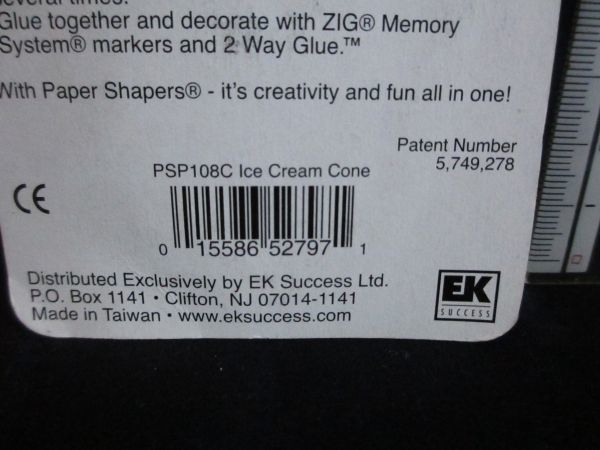 several times.
Glue together and decorate with ZIG® Memory
System® markers and 2 Way Glue.™
With Paper Shapers® - it's creativity and fun all in one!
Patent Number
5,749,278
PSP108C Ice Cream Cone
CE
0 15586 52797 1
Distributed Exclusively by EK Success Ltd.
P.O. Box 1141 • Clifton, NJ 07014-1141
Made in Taiwan • www.eksuccess.com
EK
SUCCESS
0